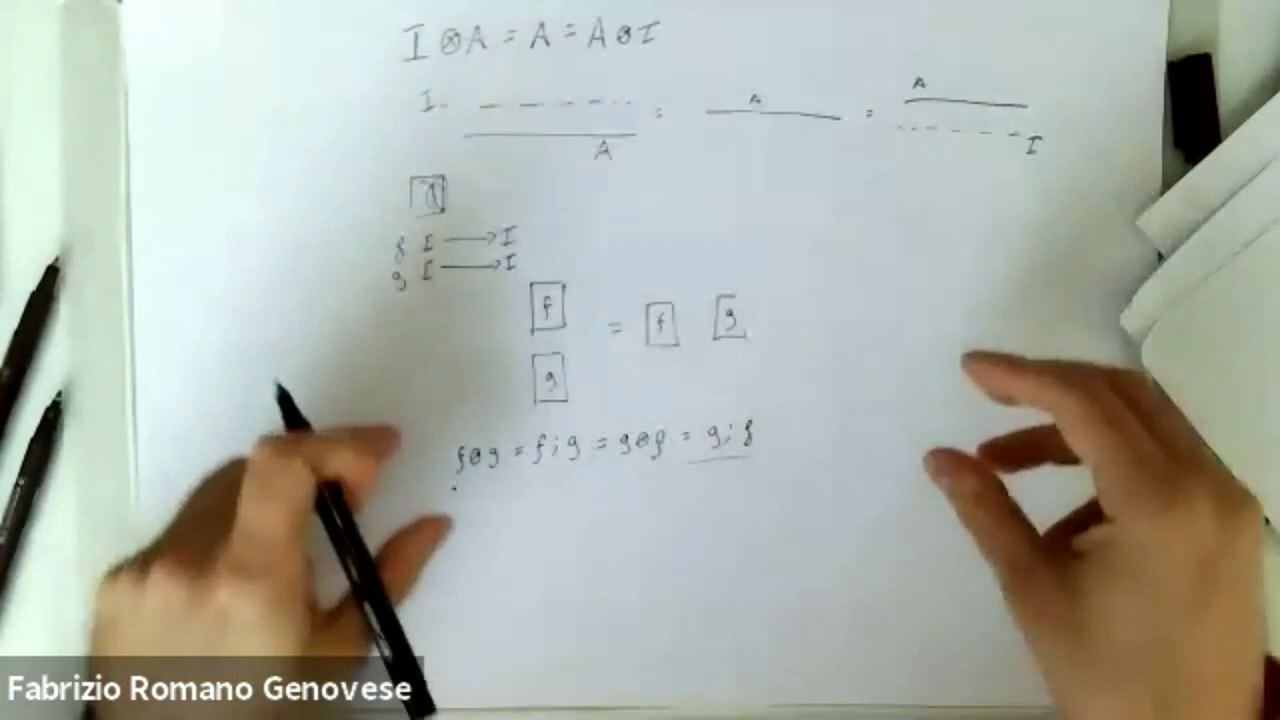 I ⊗ A = A = A ⊗ I
I = A = A I
A
f I → I
g I → I
f = f g
g
f⊗g = f;g = g⊗f = g;f
Fabrizio Romano Genovese